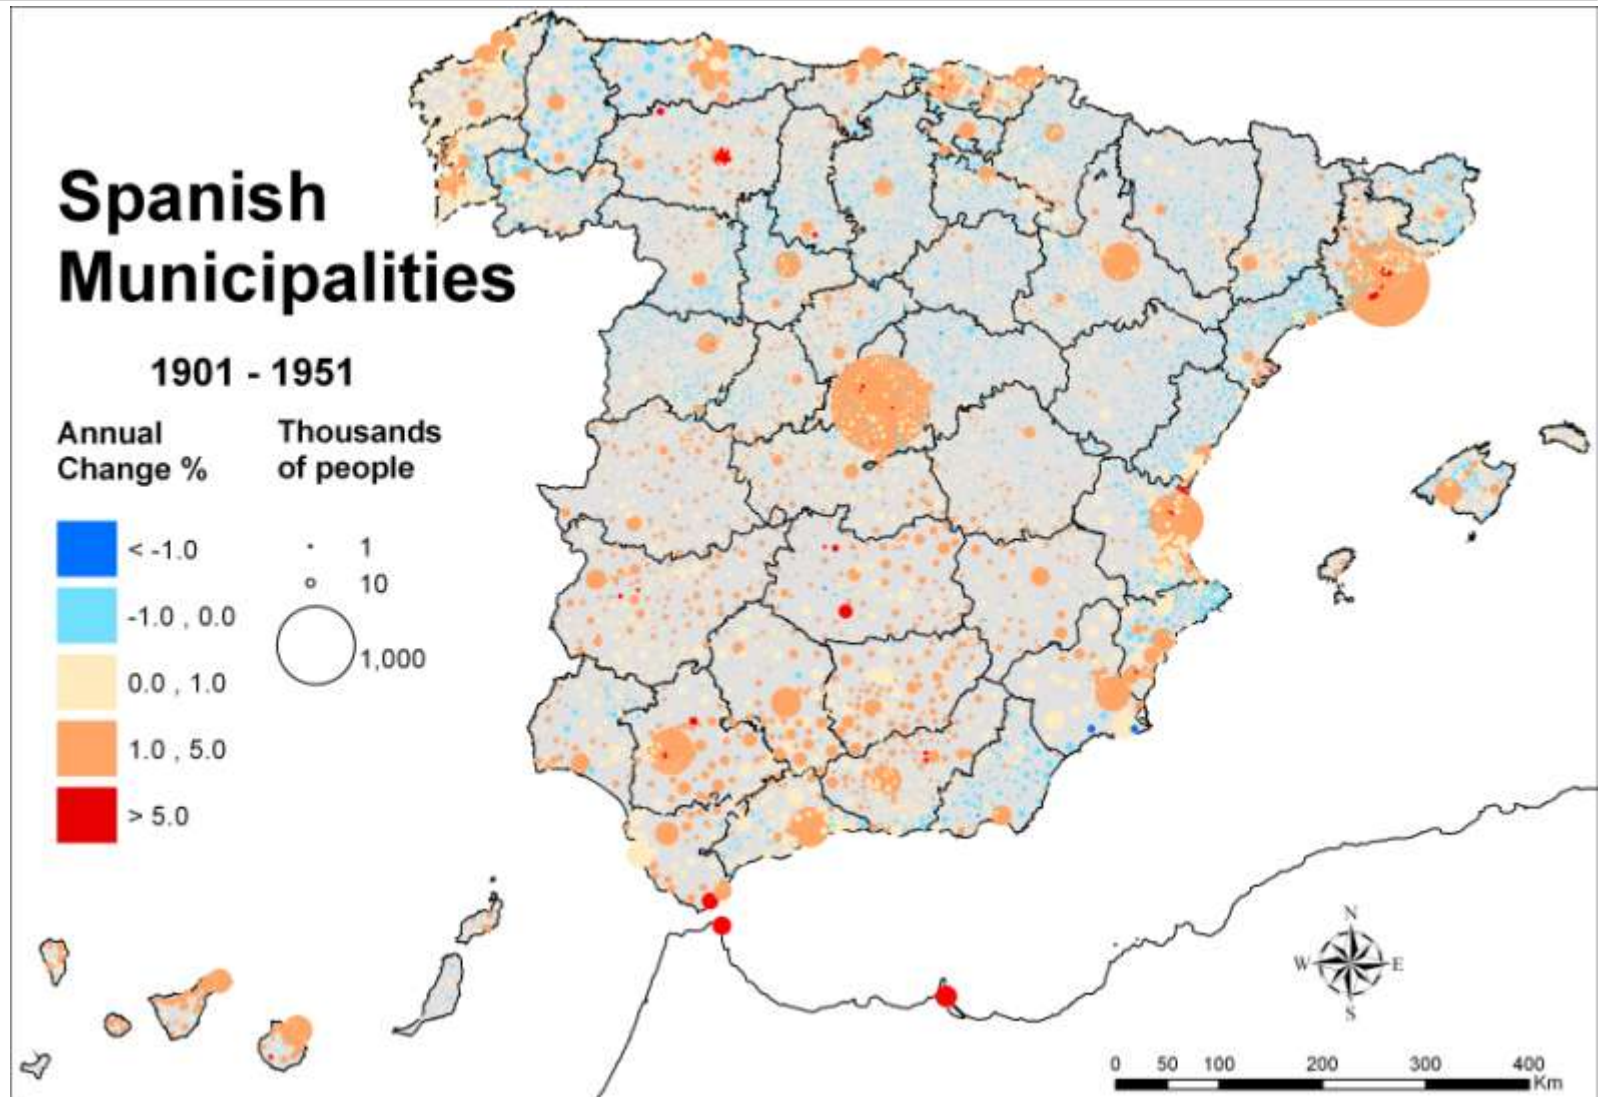 Spanish
Municipalities
1901 - 1951
Annual
Change %
< -1.0
-1.0 , 0.0
0.0 , 1.0
1.0 , 5.0
> 5.0
Thousands
of people
1
10
1,000
N
W E
S
0 50 100 200 300 400
Km